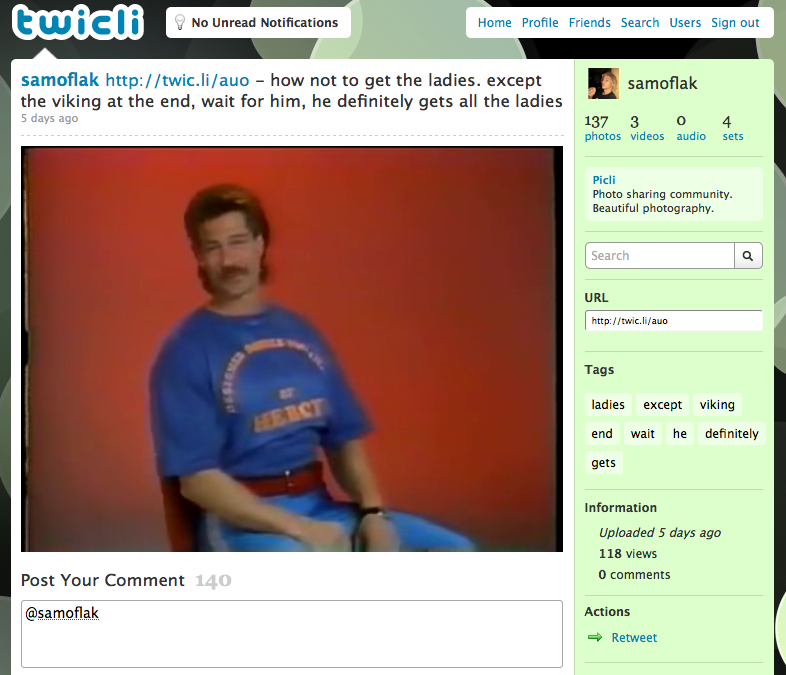 twicli
No Unread Notifications
Home Profile Friends Search Users Sign out
samoflak http://twic.li/auo – how not to get the ladies. except
the viking at the end, wait for him, he definitely gets all the ladies
5 days ago
DESIGNED
Post Your Comment 140
@samoflak
samoflak
137 3 0 4
photos videos audio sets
Picli
Photo sharing community.
Beautiful photography.
Search
URL
http://twic.li/auo
Tags
ladies except viking
end wait he definitely
gets
Information
Uploaded 5 days ago
118 views
0 comments
Actions
Retweet